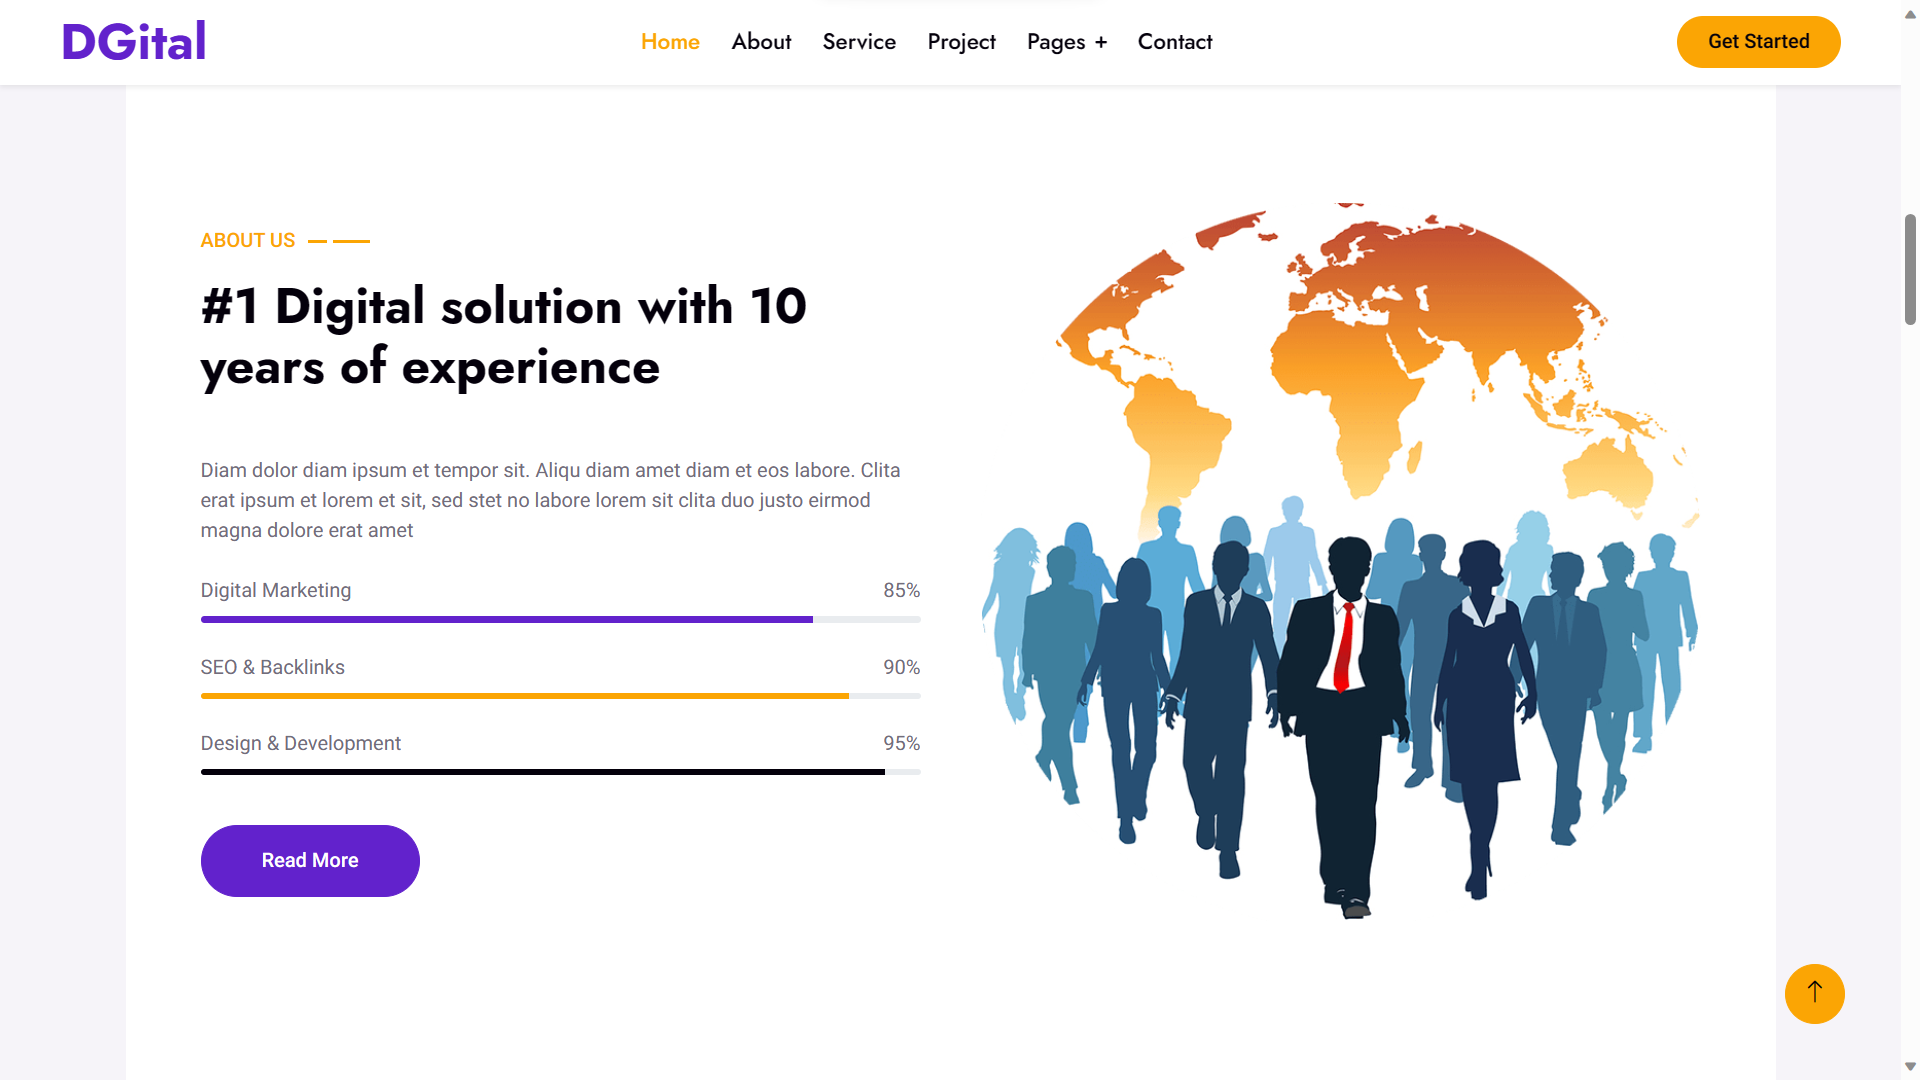 DGital
Home About Service Project Pages + Contact
Get Started
ABOUT US
#1 Digital solution with 10
years of experience
Diam dolor diam ipsum et tempor sit. Aliqu diam amet diam et eos labore. Clita
erat ipsum et lorem et sit, sed stet no labore lorem sit clita duo justo eirmod
magna dolore erat amet
Digital Marketing 85%
SEO & Backlinks 90%
Design & Development 95%
Read More